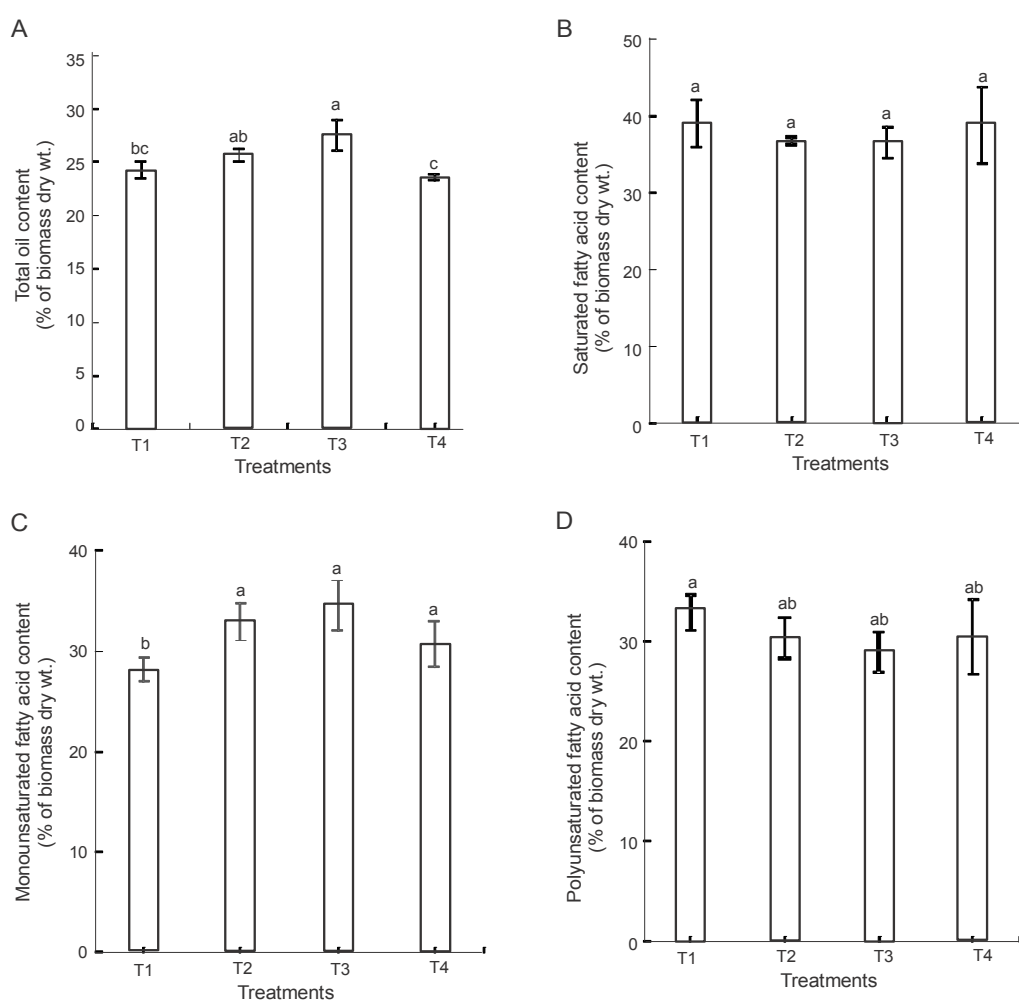 A
Total oil content
(% of biomass dry wt.)
35
30
25
20
15
10
5
0
bc
ab
a
c
T1
T2
T3
T4
Treatments
B
Saturated fatty acid content
(% of biomass dry wt.)
50
40
30
20
10
0
a
a
a
a
T1
T2
T3
T4
Treatments
C
Monounsaturated fatty acid content
(% of biomass dry wt.)
40
30
20
10
0
b
a
a
a
T1
T2
T3
T4
Treatments
D
Polyunsaturated fatty acid content
(% of biomass dry wt.)
40
30
20
10
0
a
ab
ab
ab
T1
T2
T3
T4
Treatments